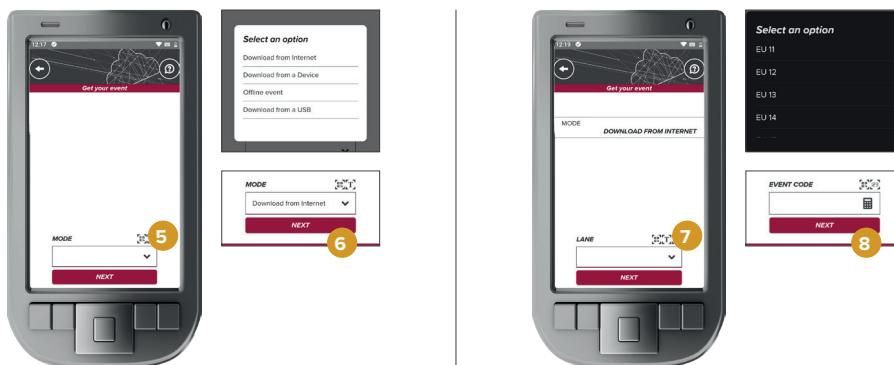 12:17
Get your event
MODE
5
NEXT
Select an option
Download from Internet
Download from a Device
Offline event
Download from a USB
MODE
T
Download from Internet
NEXT
6
12:19
Get your event
MODE
DOWNLOAD FROM INTERNET
LANE
T
7
NEXT
Select an option
EU 11
EU 12
EU 13
EU 14
EVENT CODE
NEXT
8